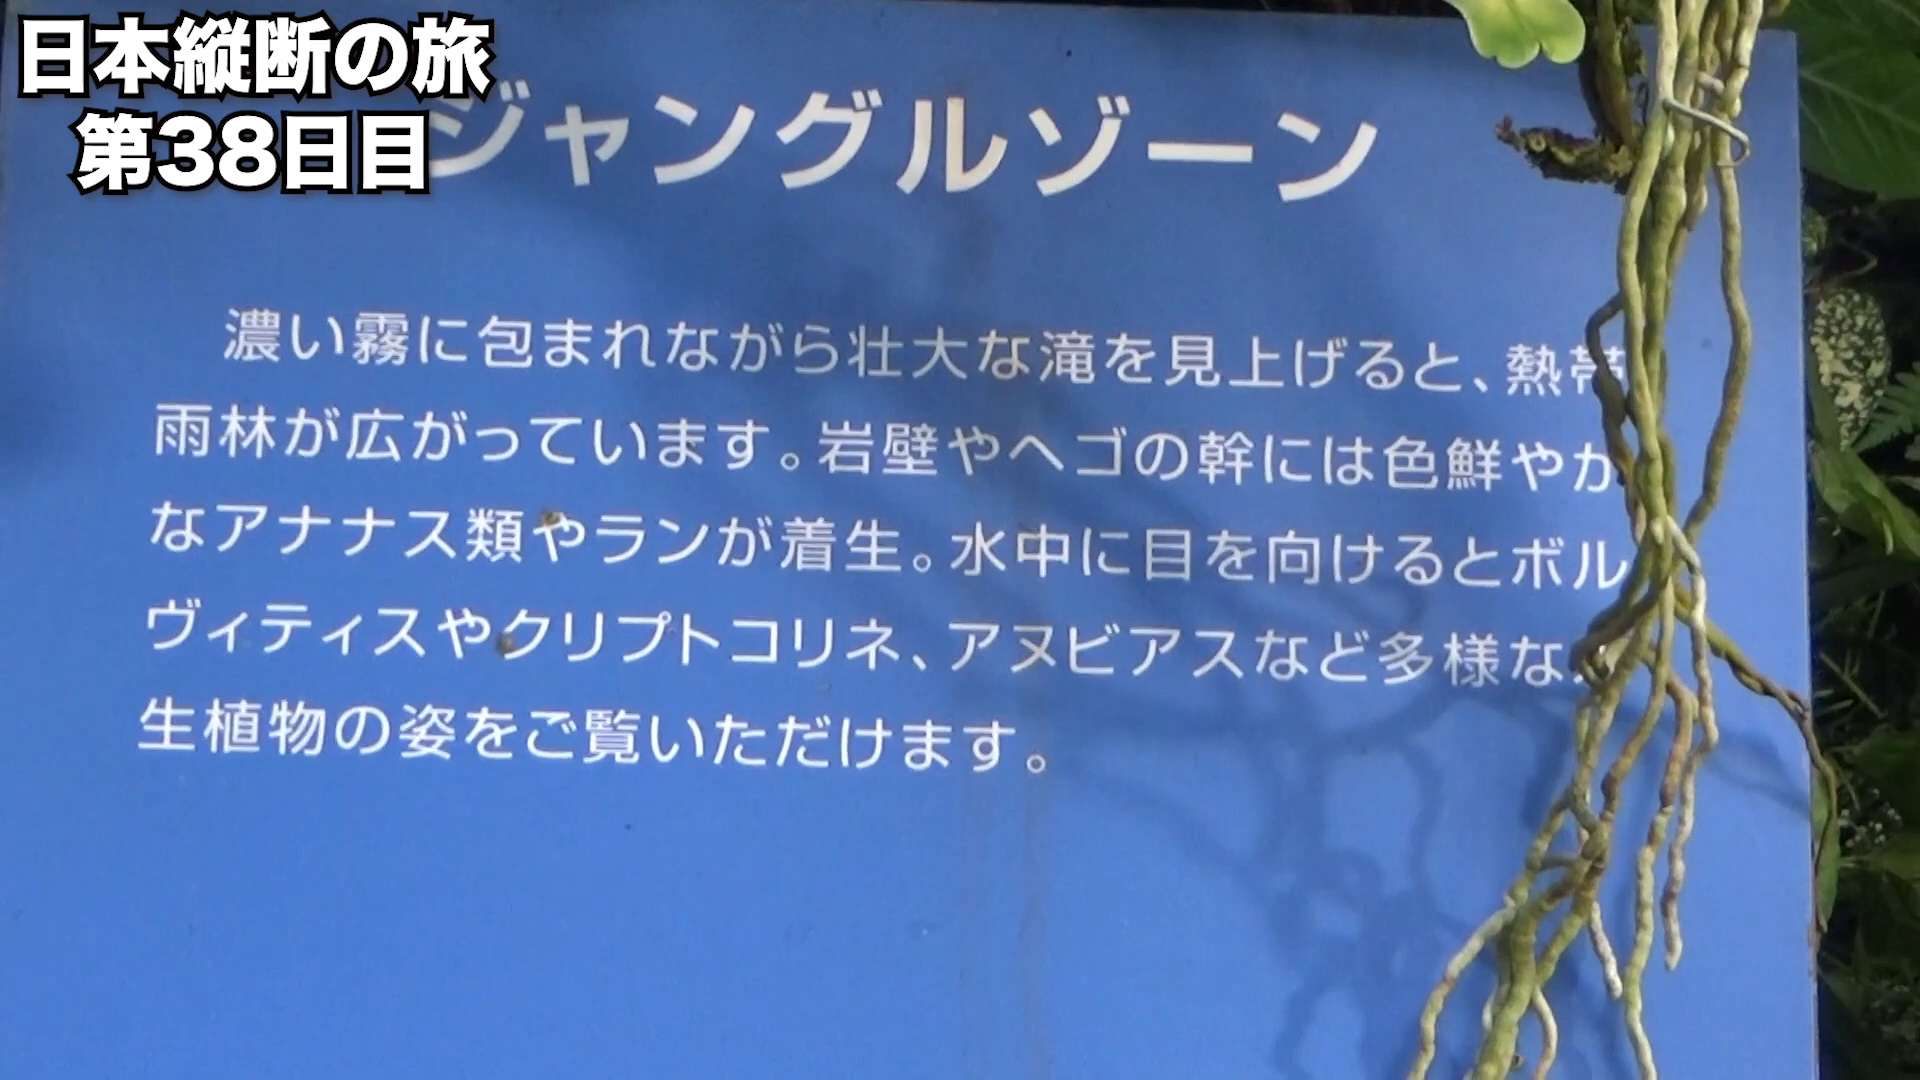 日本縦断の旅
第38日目
ジャングルゾーン
濃い霧に包まれながら壮大な滝を見上げると、熱帯
雨林が広がっています。岩壁やヘゴの幹には色鮮やか
なアナナス類やランが着生。水中に目を向けるとボル
ヴィティスやクリプトコリネ、アヌビアスなど多様な
生植物の姿をご覧いただけます。